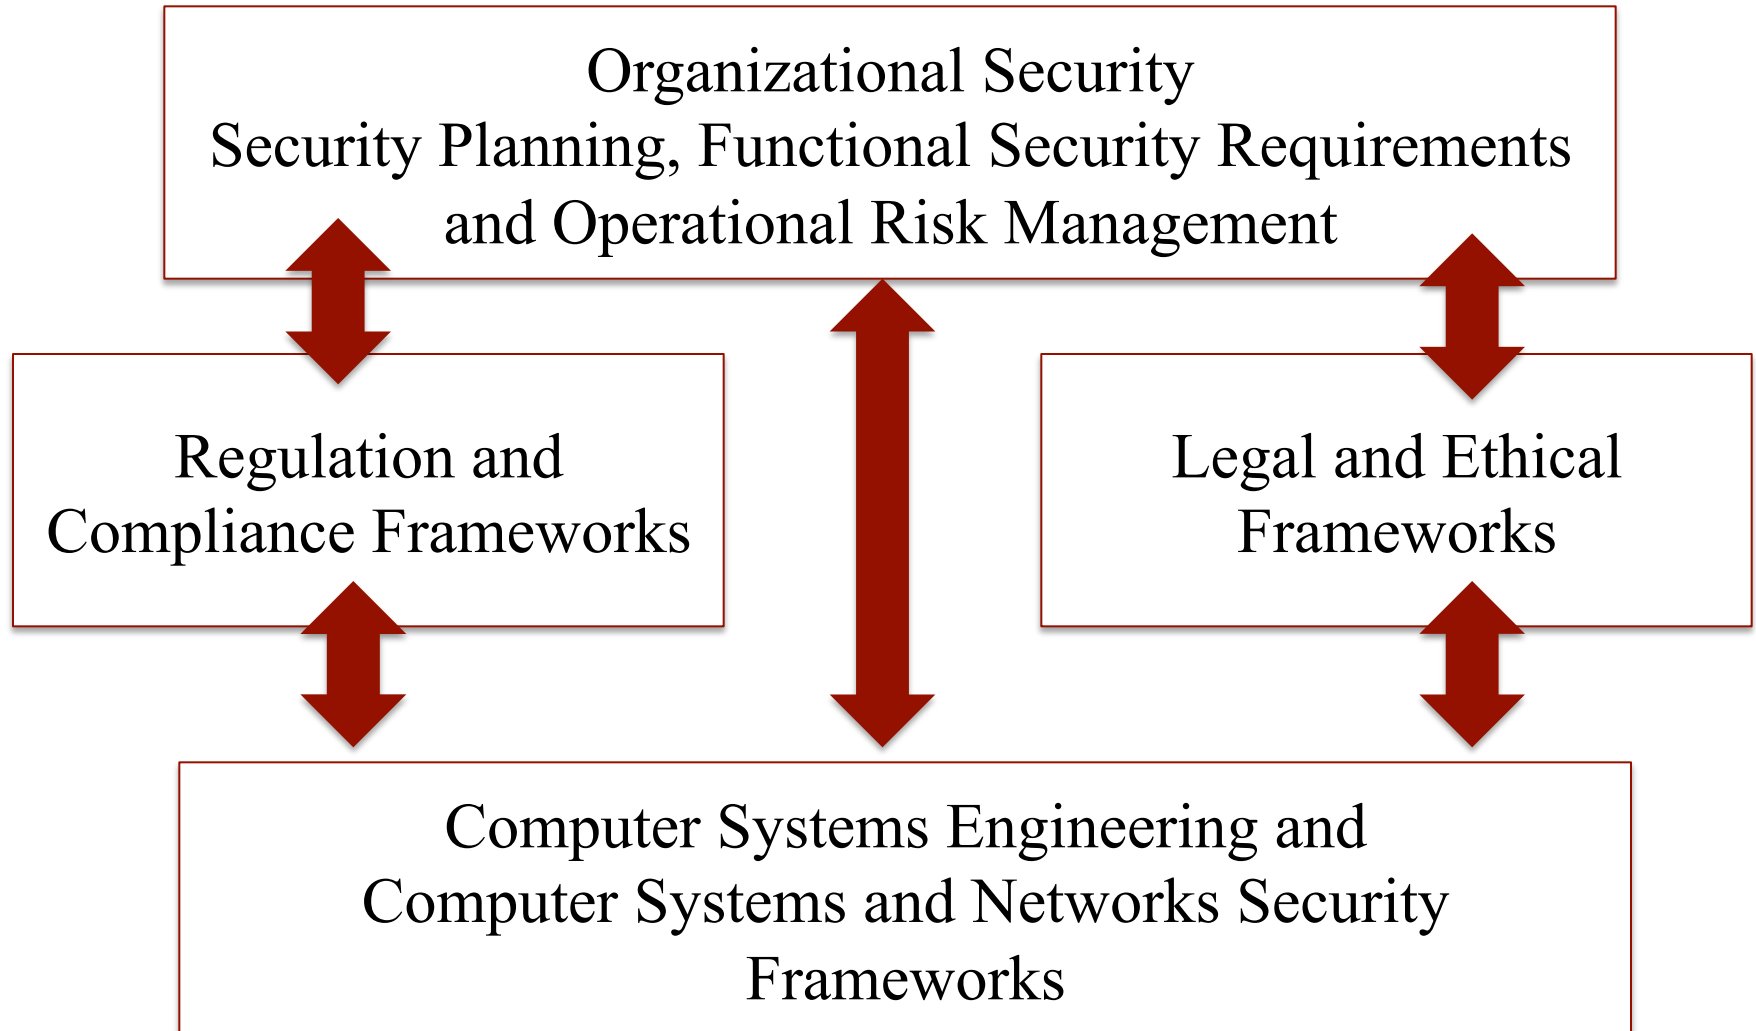 Organizational Security
Security Planning, Functional Security Requirements
and Operational Risk Management
Regulation and
Compliance Frameworks
Legal and Ethical
Frameworks
Computer Systems Engineering and
Computer Systems and Networks Security
Frameworks